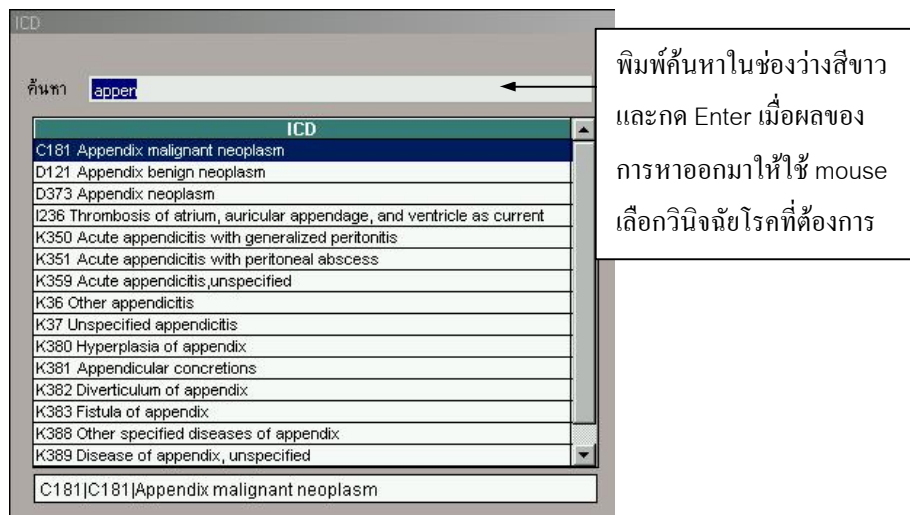 ICD
ค้นหา appen
ICD
C181 Appendix malignant neoplasm
D121 Appendix benign neoplasm
D373 Appendix neoplasm
I236 Thrombosis of atrium, auricular appendage, and ventricle as current
K350 Acute appendicitis with generalized peritonitis
K351 Acute appendicitis with peritoneal abscess
K359 Acute appendicitis,unspecified
K36 Other appendicitis
K37 Unspecified appendicitis
K380 Hyperplasia of appendix
K381 Appendicular concretions
K382 Diverticulum of appendix
K383 Fistula of appendix
K388 Other specified diseases of appendix
K389 Disease of appendix, unspecified
C181|C181|Appendix malignant neoplasm
พิมพ์ค้นหาในช่องว่างสีขาว
และกด Enter เมื่อผลของ
การหาออกมาให้ใช้ mouse
เลือกวินิจฉัยโรคที่ต้องการ